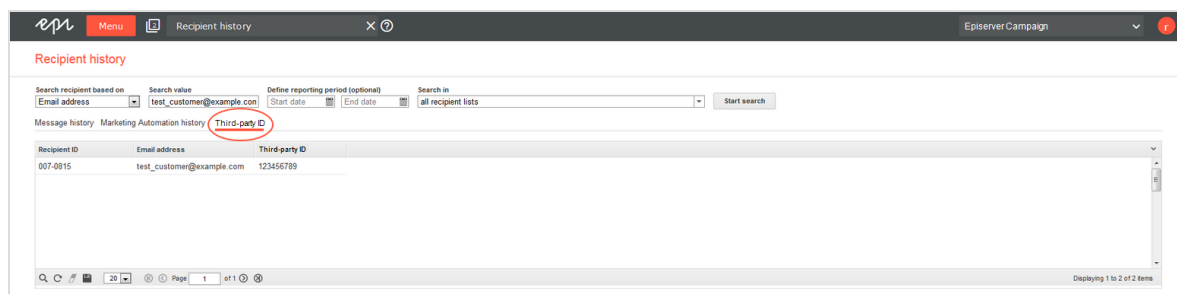 epi Menu 2 Recipient history Episerver Campaign r
Recipient history
Search recipient based on Search value Define reporting period (optional) Search in
Email address test_customer@example.con Start date End date all recipient lists Start search
Message history Marketing Automation history Third-party ID
Recipient ID Email address Third-party ID
007-0815 test_customer@example.com 123456789
20 Page 1 of 1 Displaying 1 to 2 of 2 items